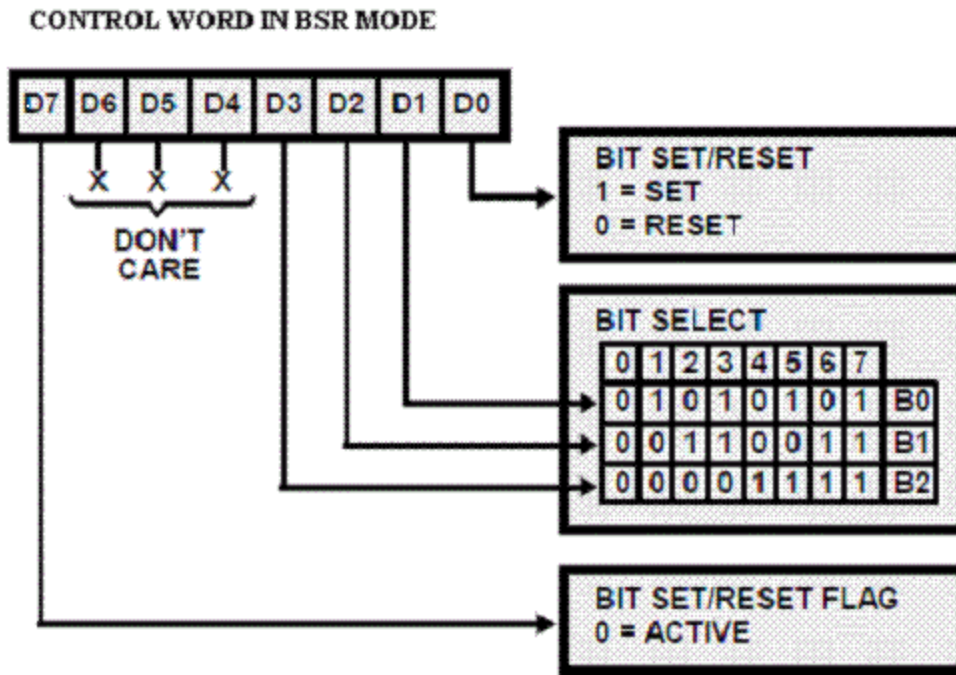 CONTROL WORD IN BSR MODE
D7 D6 D5 D4 D3 D2 D1 D0
X X X
DON'T
CARE
BIT SET/RESET
1 = SET
0 = RESET
BIT SELECT
0 1 2 3 4 5 6 7
0 1 0 1 0 1 0 1 B0
0 0 1 1 0 0 1 1 B1
0 0 0 0 1 1 1 1 B2
BIT SET/RESET FLAG
0 = ACTIVE